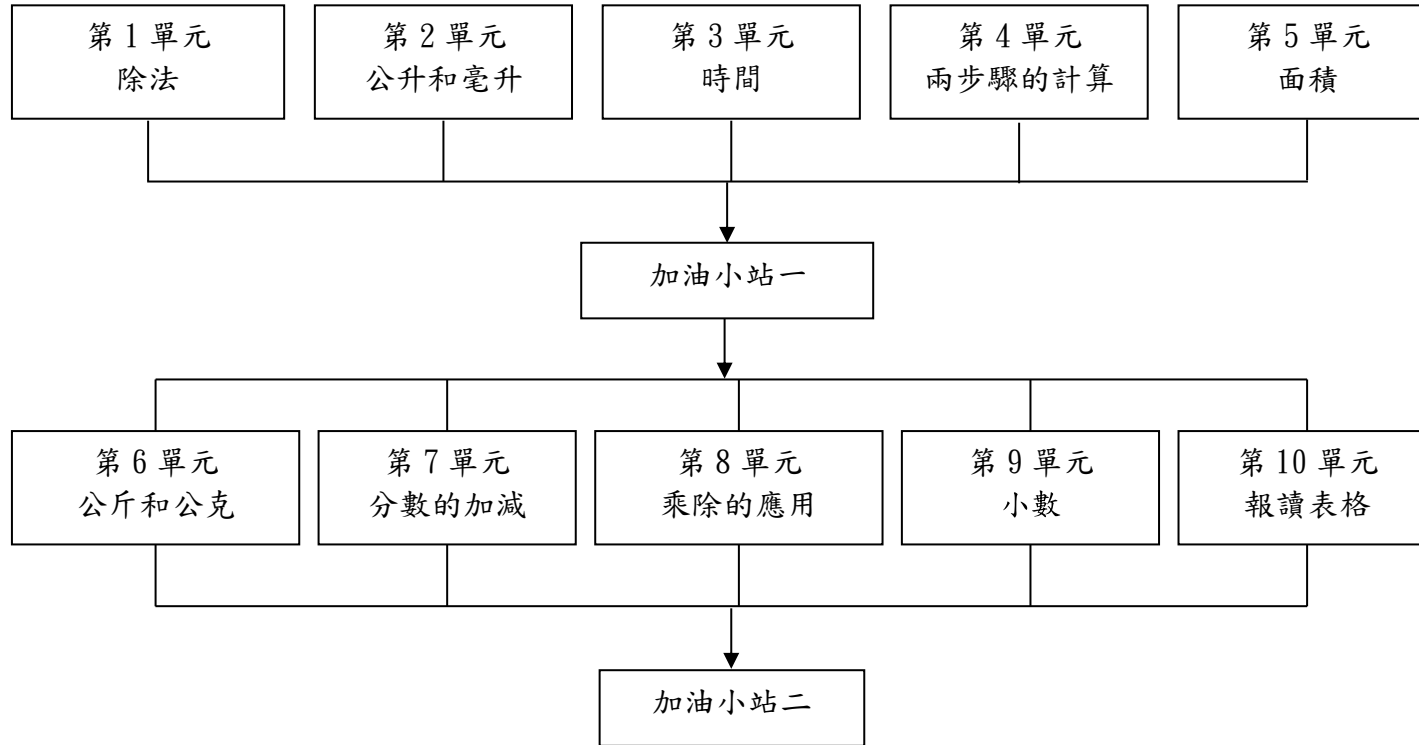 第 1 單元
除法
第 2 單元
公升和毫升
第 3 單元
時間
第 4 單元
兩步驟的計算
第 5 單元
面積
加油小站一
第 6 單元
公斤和公克
第 7 單元
分數的加減
第 8 單元
乘除的應用
第 9 單元
小數
第 10 單元
報讀表格
加油小站二